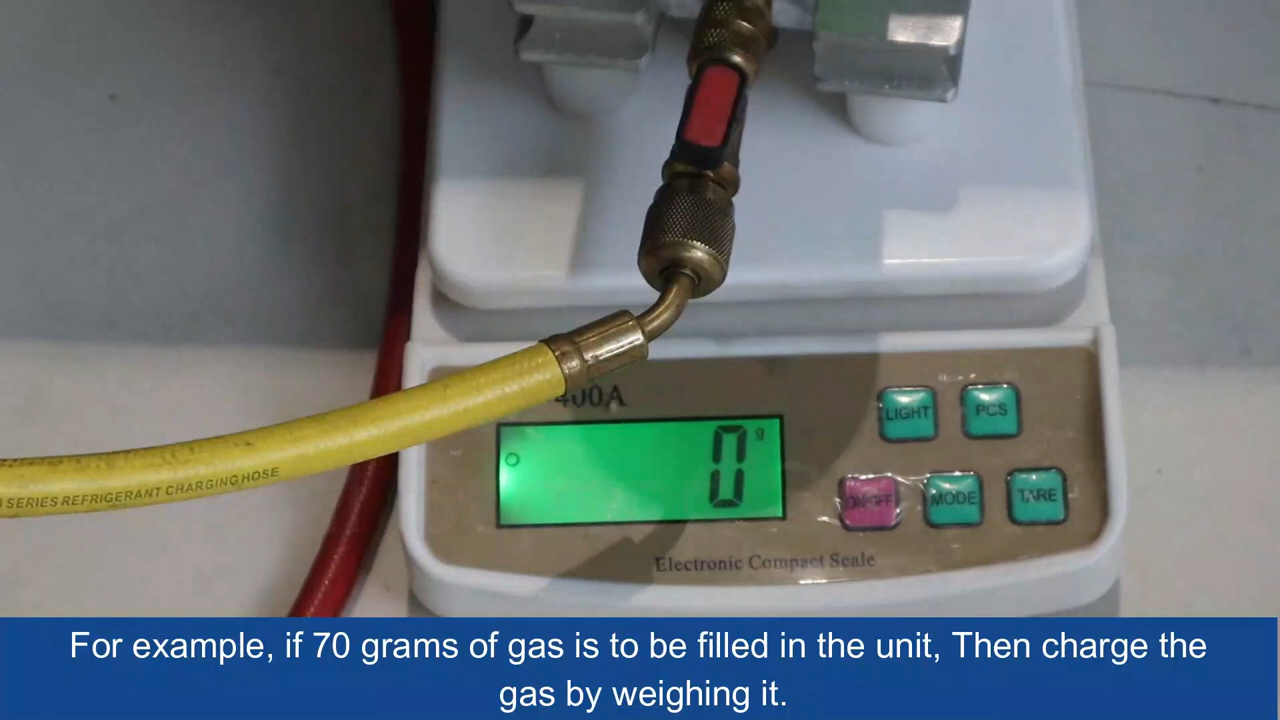 SERIES REFRIGERANT CHARGING HOSE
400A
0 g
LIGHT
PCS
ON/OFF
MODE
TARE
Electronic Compact Scale
For example, if 70 grams of gas is to be filled in the unit, Then charge the
gas by weighing it.